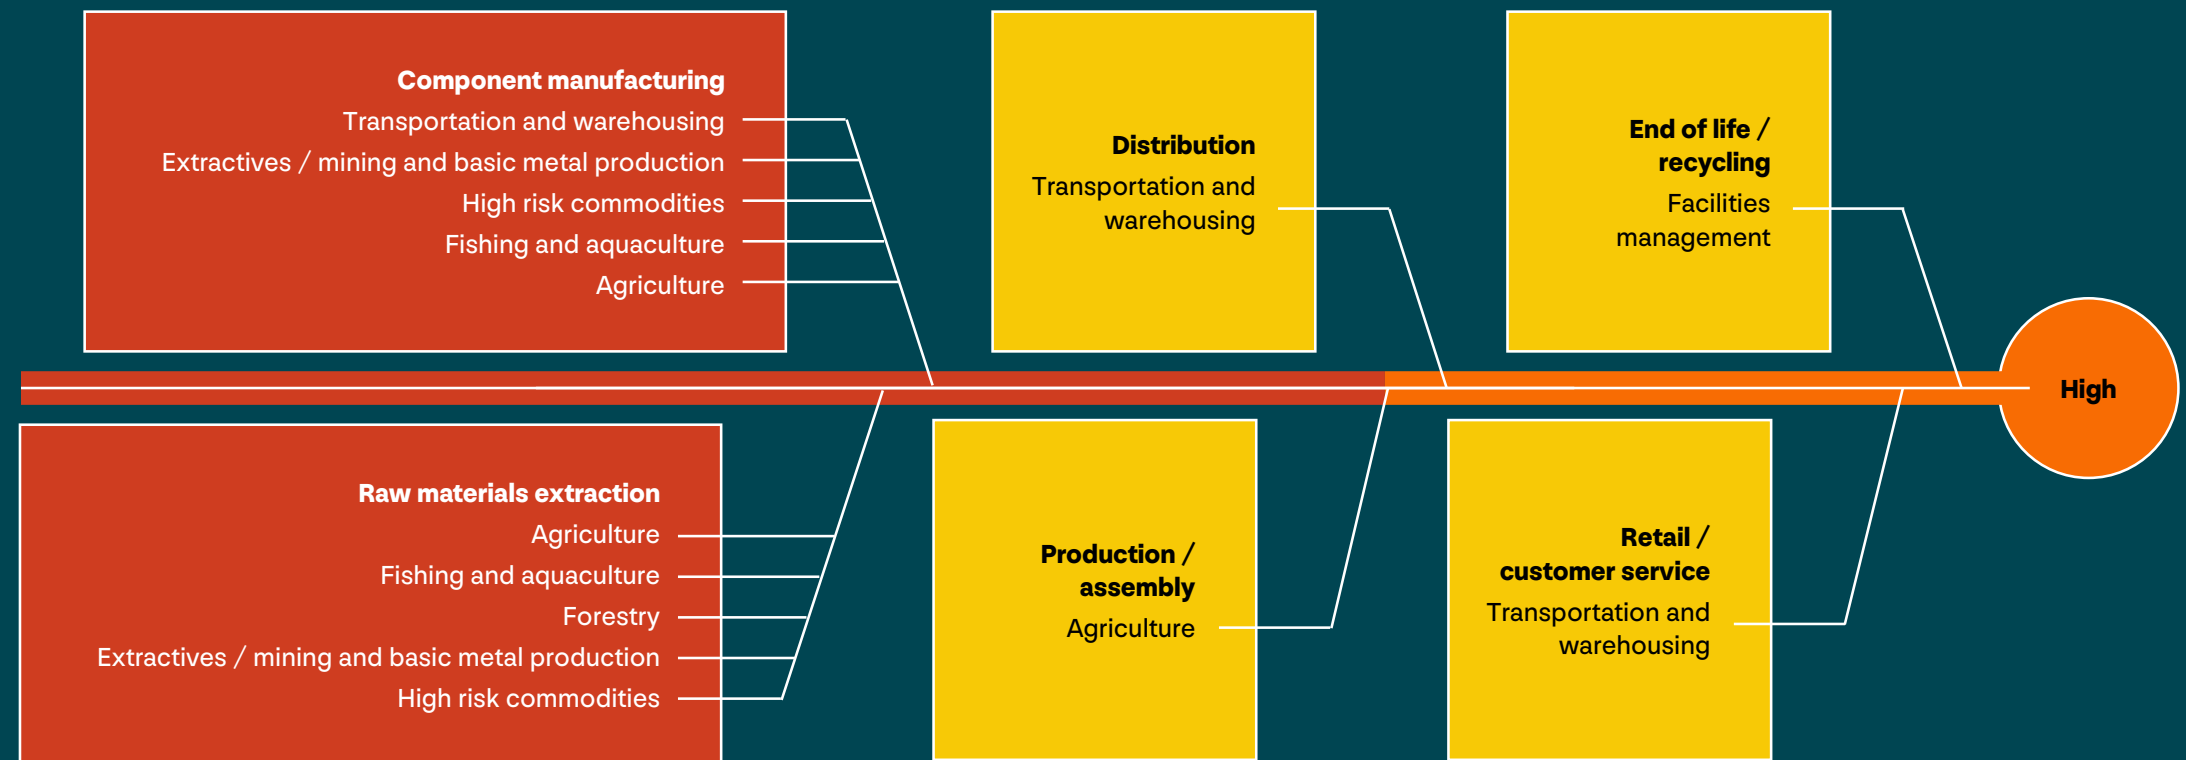 Component manufacturing
Transportation and warehousing
Extractives / mining and basic metal production
High risk commodities
Fishing and aquaculture
Agriculture
Distribution
Transportation and
warehousing
End of life /
recycling
Facilities
management
High
Raw materials extraction
Agriculture
Fishing and aquaculture
Forestry
Extractives / mining and basic metal production
High risk commodities
Production /
assembly
Agriculture
Retail /
customer service
Transportation and
warehousing